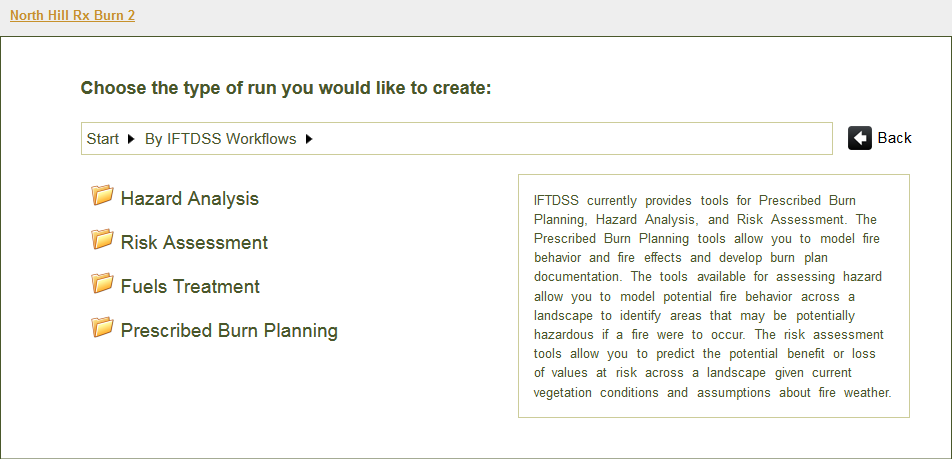 North Hill Rx Burn 2
Choose the type of run you would like to create:
Start By IFTDSS Workflows
Back
Hazard Analysis
Risk Assessment
Fuels Treatment
Prescribed Burn Planning
IFTDSS currently provides tools for Prescribed Burn
Planning, Hazard Analysis, and Risk Assessment. The
Prescribed Burn Planning tools allow you to model fire
behavior and fire effects and develop burn plan
documentation. The tools available for assessing hazard
allow you to model potential fire behavior across a
landscape to identify areas that may be potentially
hazardous if a fire were to occur. The risk assessment
tools allow you to predict the potential benefit or loss
of values at risk across a landscape given current
vegetation conditions and assumptions about fire weather.